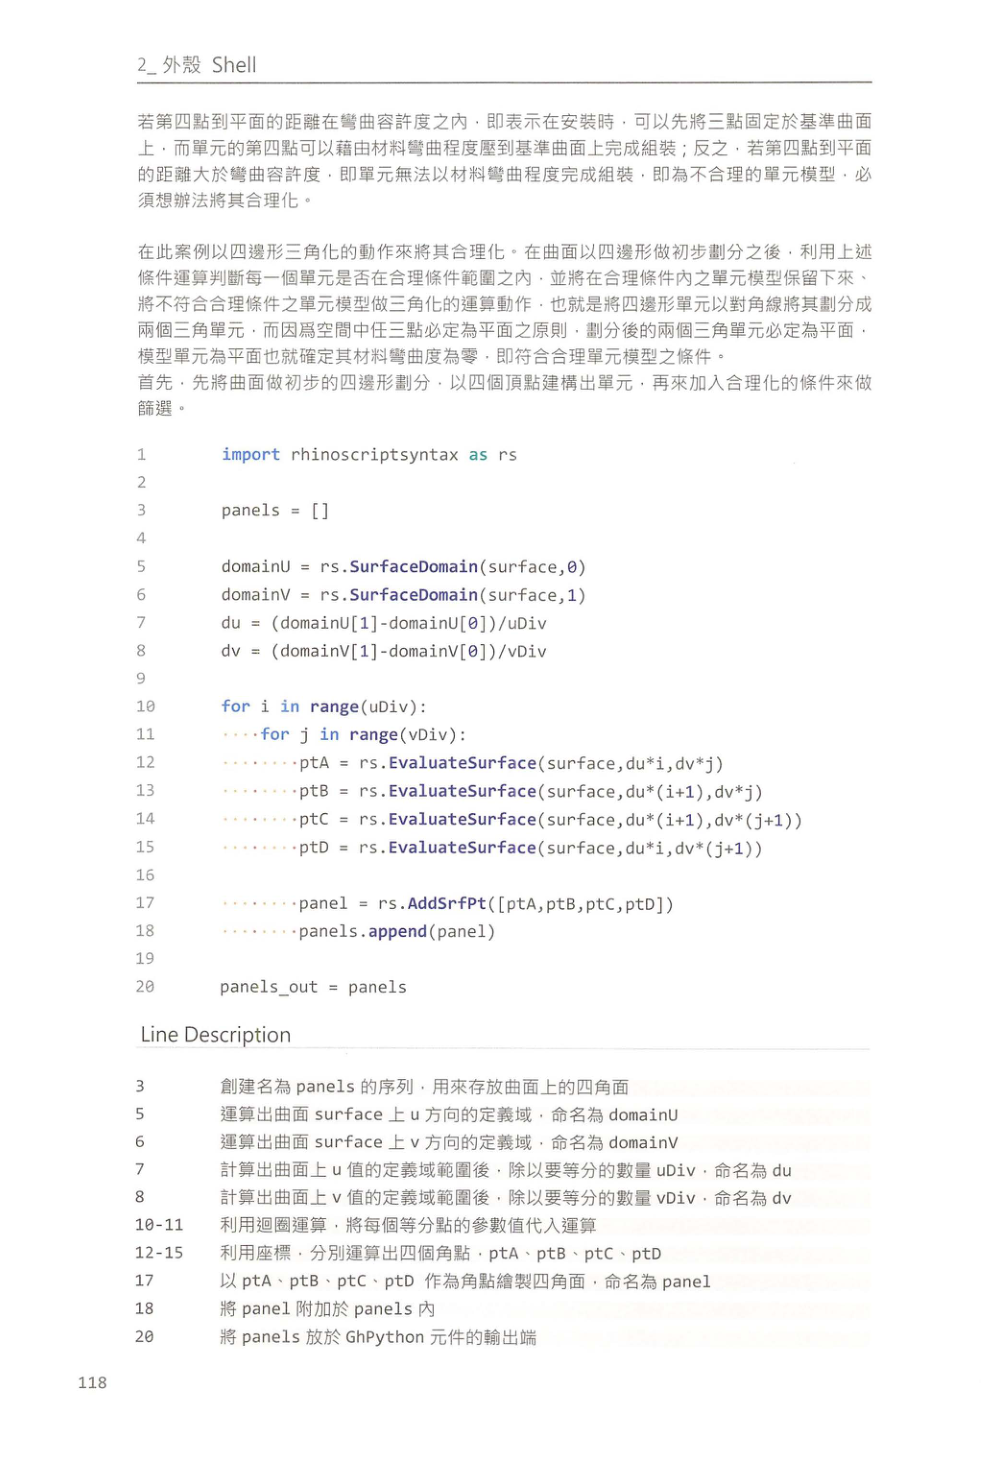 2_ 外殼 Shell
若第四點到平面的距離在彎曲容許度之內，即表示在安裝時，可以先將三點固定於基準曲面
上，而單元的第四點可以藉由材料彎曲程度壓到基準曲面上完成組裝；反之，若第四點到平面
的距離大於彎曲容許度，即單元無法以材料彎曲程度完成組裝，即為不合理的單元模型，必
須想辦法將其合理化。
在此案例以四邊形三角化的動作來將其合理化。在曲面以四邊形做初步劃分之後，利用上述
條件運算判斷每一個單元是否在合理條件範圍之內，並將在合理條件內之單元模型保留下來、
將不符合合理條件之單元模型做三角化的運算動作，也就是將四邊形單元以對角線將其劃分成
兩個三角單元，而因爲空間中任三點必定為平面之原則，劃分後的兩個三角單元必定為平面，
模型單元為平面也就確定其材料彎曲度為零，即符合合理單元模型之條件。
首先，先將曲面做初步的四邊形劃分，以四個頂點建構出單元，再來加入合理化的條件來做
篩選。
1 import rhinoscriptsyntax as rs
2
3 panels = []
4
5 domainU = rs.SurfaceDomain(surface,0)
6 domainV = rs.SurfaceDomain(surface,1)
7 du = (domainU[1]-domainU[0])/uDiv
8 dv = (domainV[1]-domainV[0])/vDiv
9
10 for i in range(uDiv):
11 ····for j in range(vDiv):
12 ········ptA = rs.EvaluateSurface(surface,du*i,dv*j)
13 ········ptB = rs.EvaluateSurface(surface,du*(i+1),dv*j)
14 ········ptC = rs.EvaluateSurface(surface,du*(i+1),dv*(j+1))
15 ········ptD = rs.EvaluateSurface(surface,du*i,dv*(j+1))
16
17 ········panel = rs.AddSrfPt([ptA,ptB,ptC,ptD])
18 ········panels.append(panel)
19
20 panels_out = panels
Line Description
3 創建名為 panels 的序列，用來存放曲面上的四角面
5 運算出曲面 surface 上 u 方向的定義域，命名為 domainU
6 運算出曲面 surface 上 v 方向的定義域，命名為 domainV
7 計算出曲面上 u 值的定義域範圍後，除以要等分的數量 uDiv，命名為 du
8 計算出曲面上 v 值的定義域範圍後，除以要等分的數量 vDiv，命名為 dv
10-11 利用迴圈運算，將每個等分點的參數值代入運算
12-15 利用座標，分別運算出四個角點，ptA、ptB、ptC、ptD
17 以 ptA、ptB、ptC、ptD 作為角點繪製四角面，命名為 panel
18 將 panel 附加於 panels 內
20 將 panels 放於 GhPython 元件的輸出端
118